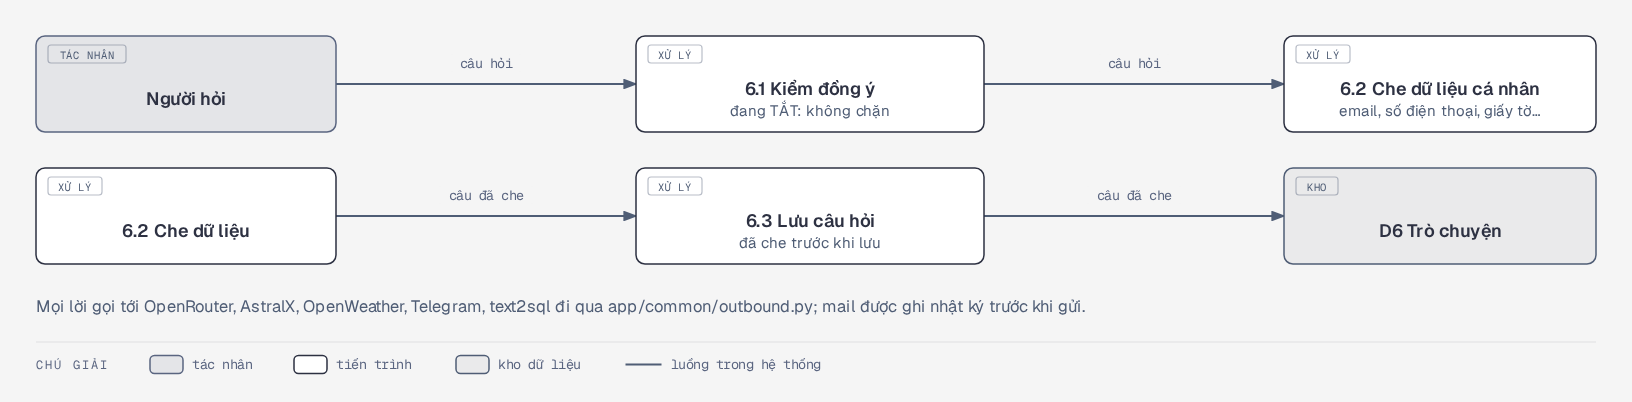 TÁC NHÂN
Người hỏi
câu hỏi
XỬ LÝ
6.1 Kiểm đồng ý
đang TẮT: không chặn
câu hỏi
XỬ LÝ
6.2 Che dữ liệu cá nhân
email, số điện thoại, giấy tờ...
XỬ LÝ
6.2 Che dữ liệu
câu đã che
XỬ LÝ
6.3 Lưu câu hỏi
đã che trước khi lưu
câu đã che
KHO
D6 Trò chuyện
Mọi lời gọi tới OpenRouter, AstralX, OpenWeather, Telegram, text2sql đi qua app/common/outbound.py; mail được ghi nhật ký trước khi gửi.
CHÚ GIẢI
tác nhân
tiến trình
kho dữ liệu
luồng trong hệ thống